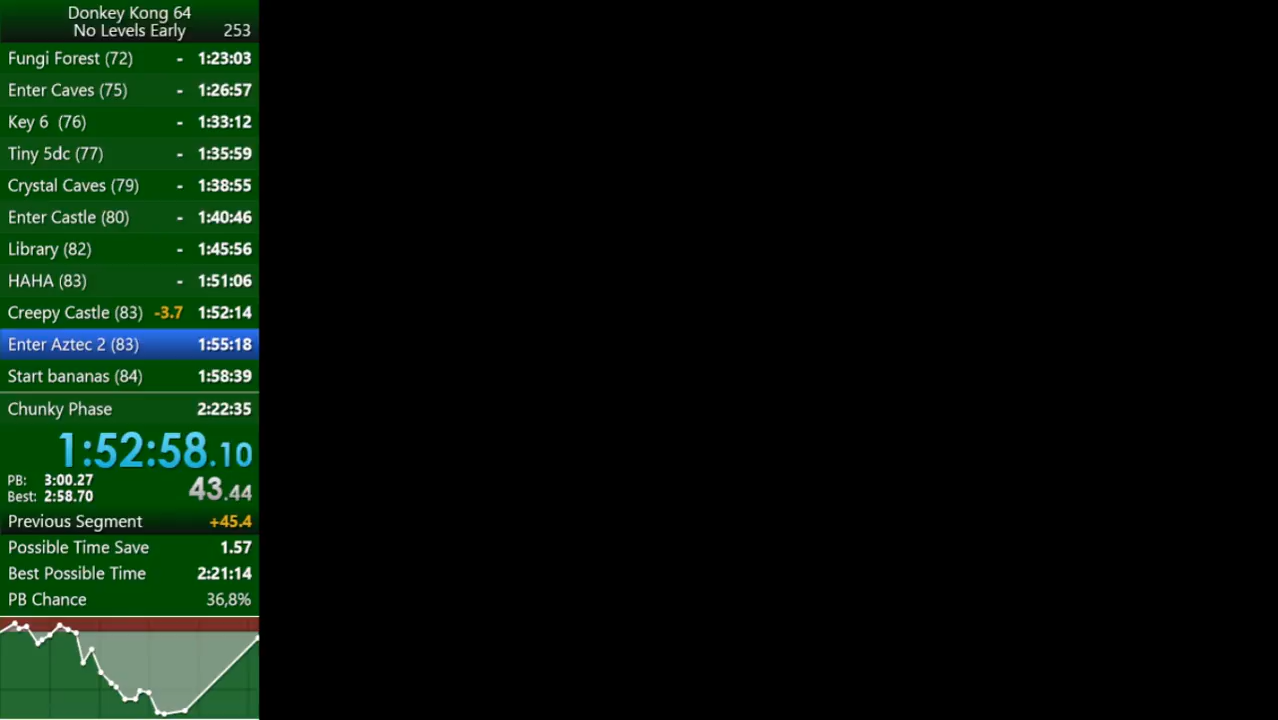 Donkey Kong 64
No Levels Early 253
Fungi Forest (72) - 1:23:03
Enter Caves (75) - 1:26:57
Key 6 (76) - 1:33:12
Tiny 5dc (77) - 1:35:59
Crystal Caves (79) - 1:38:55
Enter Castle (80) - 1:40:46
Library (82) - 1:45:56
HAHA (83) - 1:51:06
Creepy Castle (83) -3.7 1:52:14
Enter Aztec 2 (83) 1:55:18
Start bananas (84) 1:58:39
Chunky Phase 2:22:35
1:52:58.10
PB: 3:00.27
Best: 2:58.70 43.44
Previous Segment +45.4
Possible Time Save 1.57
Best Possible Time 2:21:14
PB Chance 36,8%